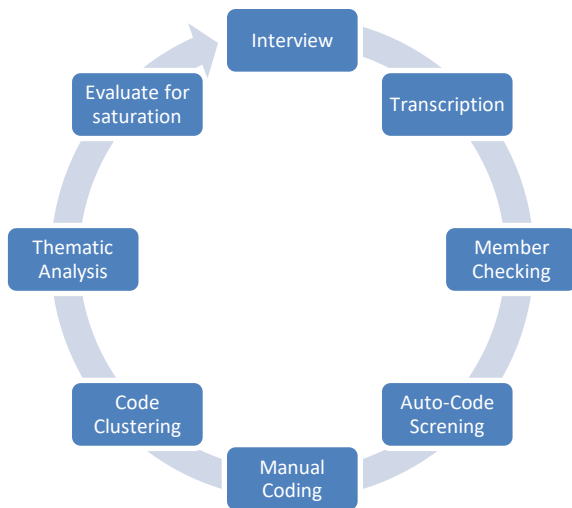 Interview
Transcription
Member
Checking
Auto-Code
Screning
Manual
Coding
Code
Clustering
Thematic
Analysis
Evaluate for
saturation